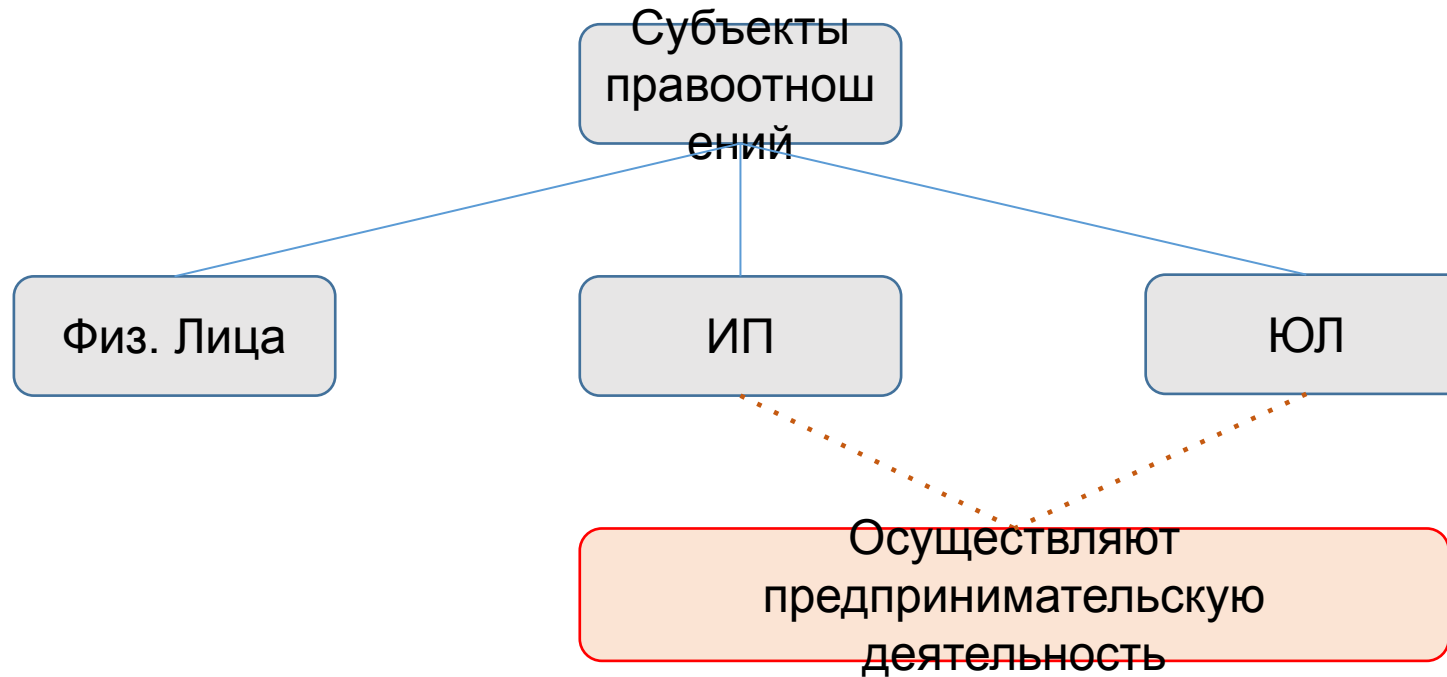 Субъекты
правоотнош
ений
Физ. Лица
ИП
ЮЛ
Осуществляют
предпринимательскую
деятельность